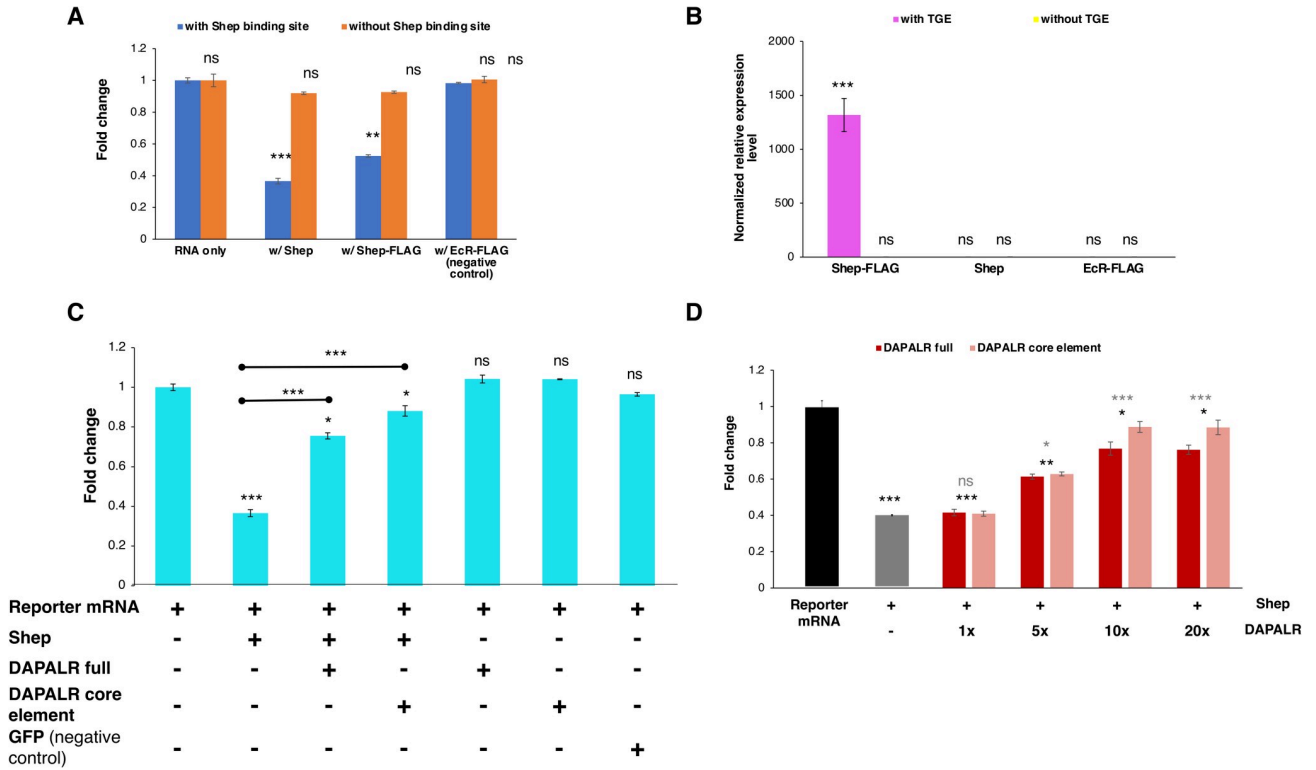 A
with Shep binding site without Shep binding site
Fold change
1.2
1
0.8
0.6
0.4
0.2
0
ns
***
ns
**
ns
ns ns
RNA only w/ Shep w/ Shep-FLAG w/ EcR-FLAG
(negative
control)
B
with TGE without TGE
Normalized relative expression
level
2000
1500
1000
500
0
***
ns ns ns ns ns
Shep-FLAG Shep EcR-FLAG
C
Fold change
1.2
1
0.8
0.6
0.4
0.2
0
***
***
***
*
*
ns ns ns
Reporter mRNA + + + + + + +
Shep - + + + - - -
DAPALR full - - + - + - -
DAPALR core
element - - - + - + -
GFP (negative
control) - - - - - - +
D
DAPALR full DAPALR core element
Fold change
1.2
1
0.8
0.6
0.4
0.2
0
***
ns
***
*
**
***
*
***
*
Reporter
mRNA
+ + + + + Shep
- 1x 5x 10x 20x DAPALR